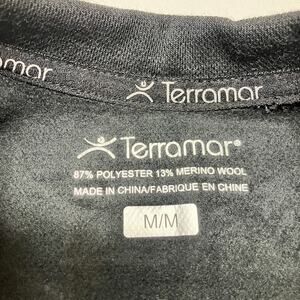 Terramar
Terramar
Terramar®
87% POLYESTER 13% MERINO WOOL
MADE IN CHINA/FABRIQUE EN CHINE
M/M